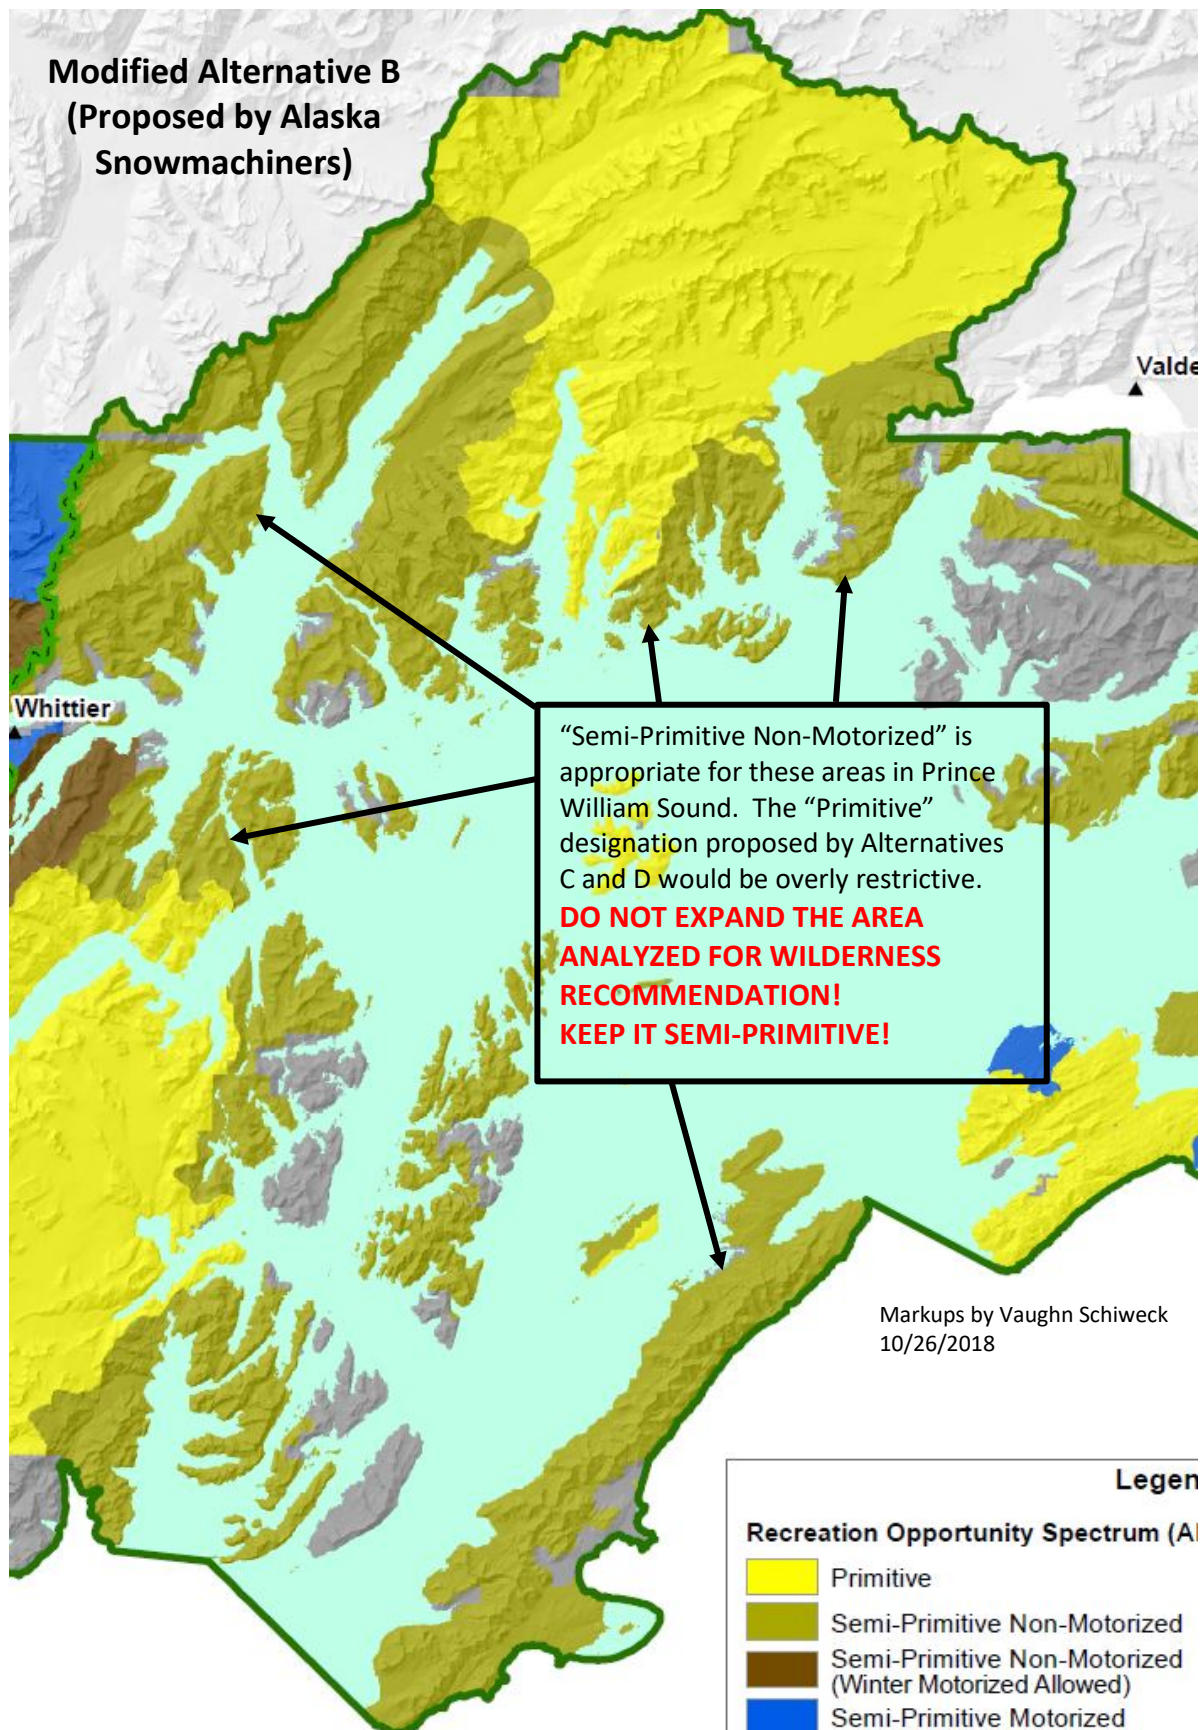 Modified Alternative B
(Proposed by Alaska
Snowmachiners)
Valde
Whittier
“Semi-Primitive Non-Motorized” is
appropriate for these areas in Prince
William Sound.  The “Primitive”
designation proposed by Alternatives
C and D would be overly restrictive.
DO NOT EXPAND THE AREA
ANALYZED FOR WILDERNESS
RECOMMENDATION!
KEEP IT SEMI-PRIMITIVE!
Markups by Vaughn Schiweck
10/26/2018
Legen
Recreation Opportunity Spectrum (Al
Primitive
Semi-Primitive Non-Motorized
Semi-Primitive Non-Motorized
(Winter Motorized Allowed)
Semi-Primitive Motorized